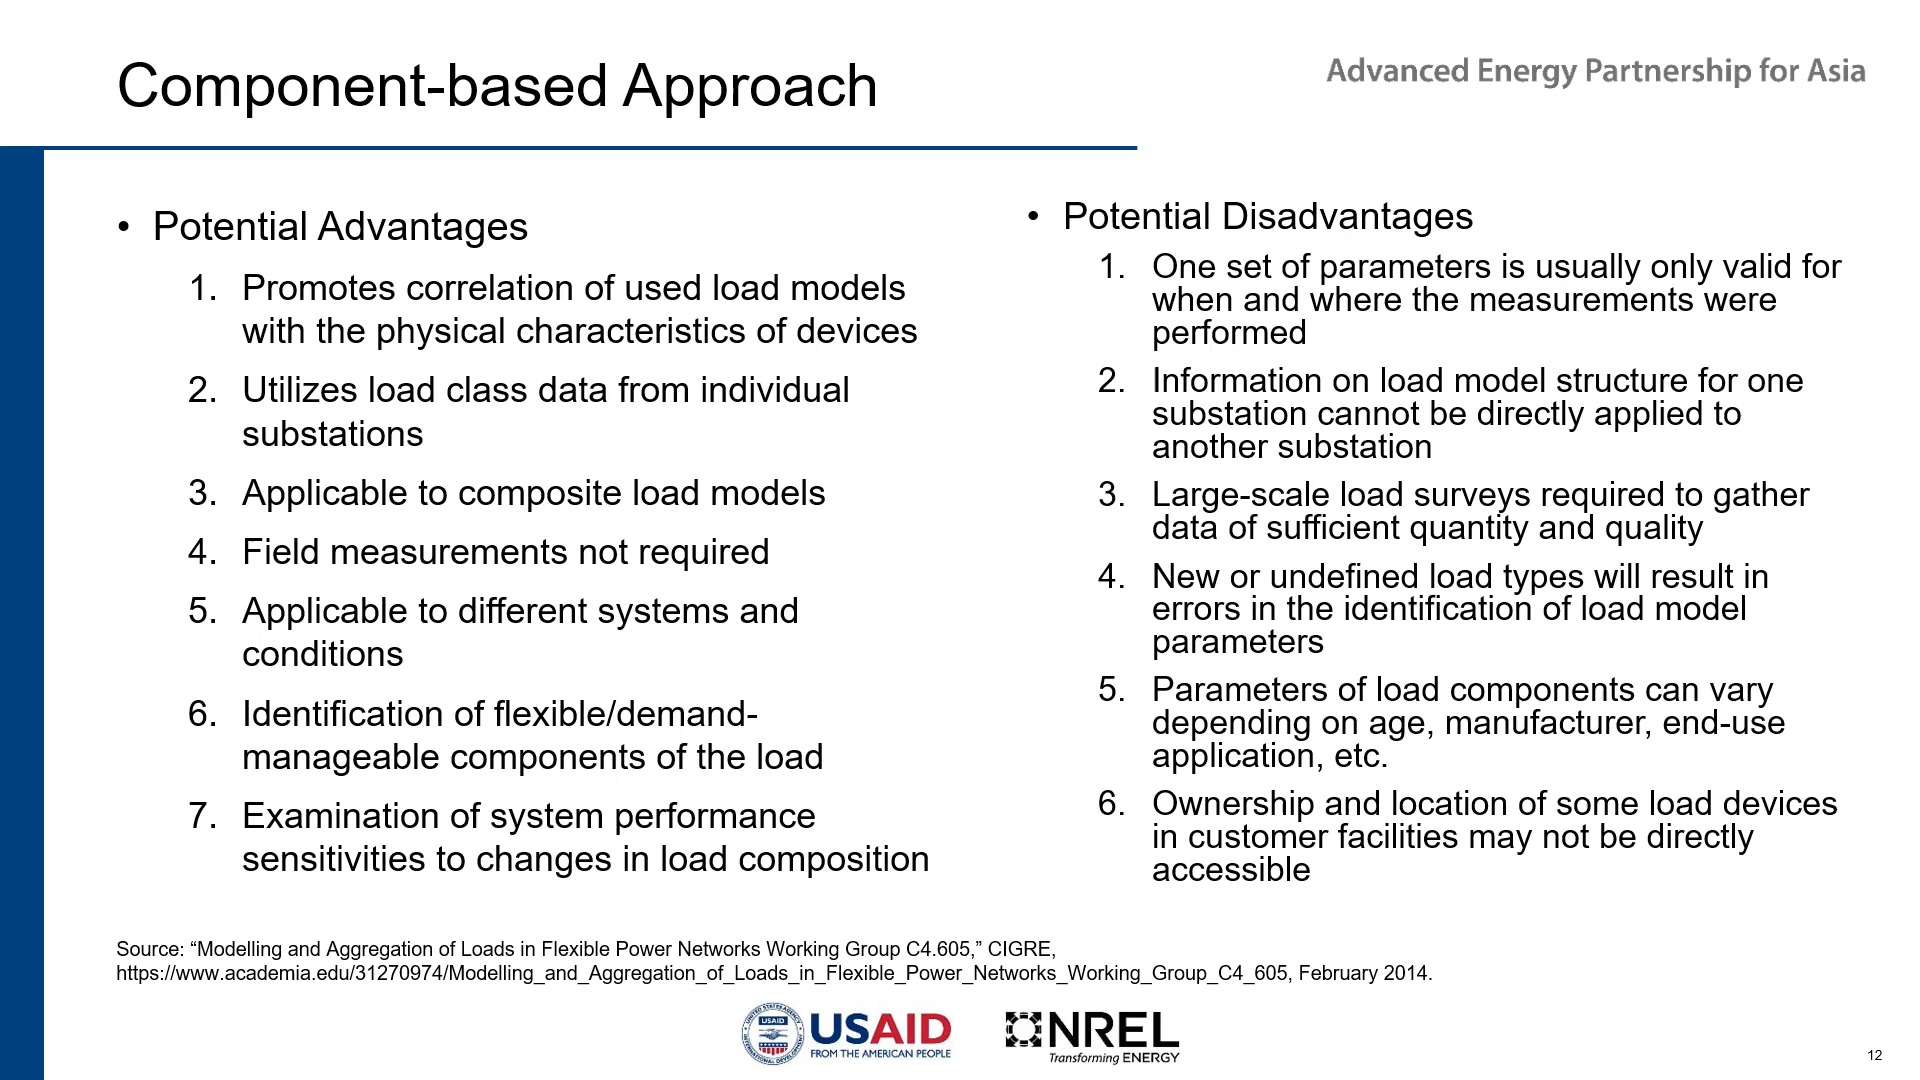 Component-based Approach
Advanced Energy Partnership for Asia
• Potential Advantages
1. Promotes correlation of used load models
with the physical characteristics of devices
2. Utilizes load class data from individual
substations
3. Applicable to composite load models
4. Field measurements not required
5. Applicable to different systems and
conditions
6. Identification of flexible/demand-
manageable components of the load
7. Examination of system performance
sensitivities to changes in load composition
• Potential Disadvantages
1. One set of parameters is usually only valid for
when and where the measurements were
performed
2. Information on load model structure for one
substation cannot be directly applied to
another substation
3. Large-scale load surveys required to gather
data of sufficient quantity and quality
4. New or undefined load types will result in
errors in the identification of load model
parameters
5. Parameters of load components can vary
depending on age, manufacturer, end-use
application, etc.
6. Ownership and location of some load devices
in customer facilities may not be directly
accessible
Source: “Modelling and Aggregation of Loads in Flexible Power Networks Working Group C4.605,” CIGRE,
https://www.academia.edu/31270974/Modelling_and_Aggregation_of_Loads_in_Flexible_Power_Networks_Working_Group_C4_605, February 2014.
UNITED STATES AGENCY
USAID
INTERNATIONAL DEVELOPMENT
USAID
FROM THE AMERICAN PEOPLE
NREL
Transforming ENERGY
12